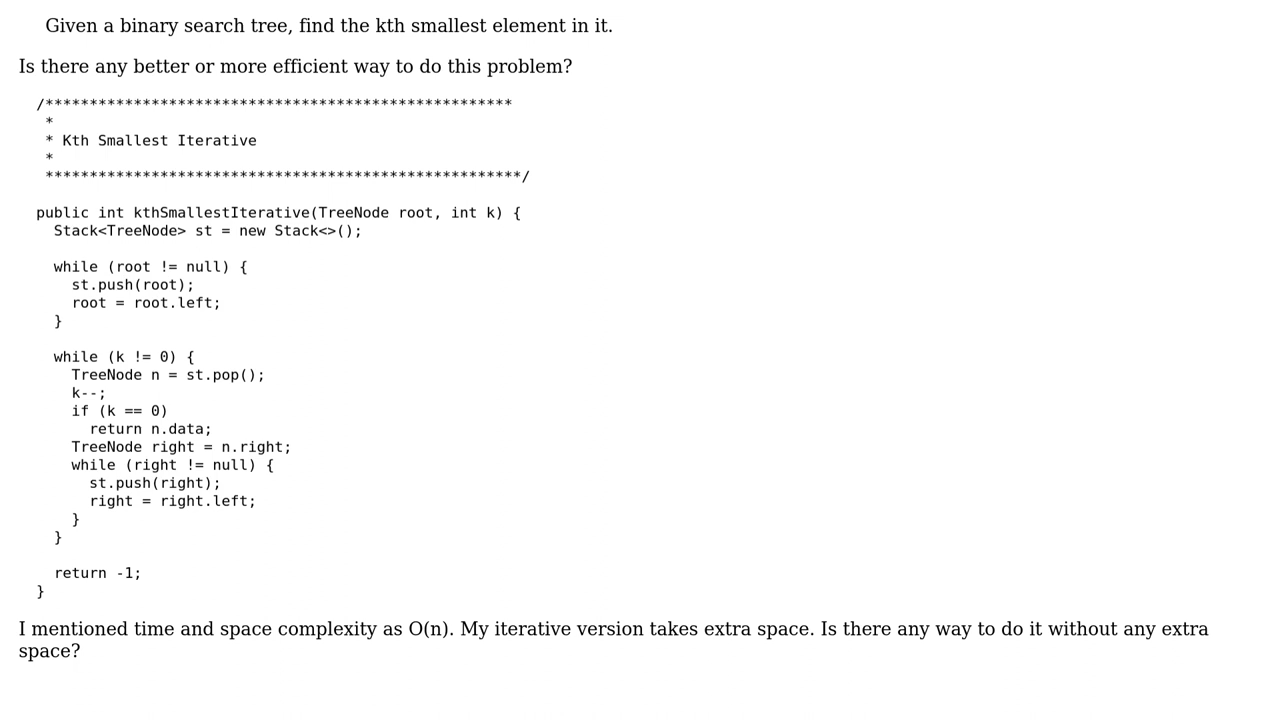 Given a binary search tree, find the kth smallest element in it.
Is there any better or more efficient way to do this problem?
/*****************************************************
*
* Kth Smallest Iterative
*
******************************************************/
public int kthSmallestIterative(TreeNode root, int k) {
Stack<TreeNode> st = new Stack<>();
while (root != null) {
st.push(root);
root = root.left;
}
while (k != 0) {
TreeNode n = st.pop();
k--;
if (k == 0)
return n.data;
TreeNode right = n.right;
while (right != null) {
st.push(right);
right = right.left;
}
}
return -1;
}
I mentioned time and space complexity as O(n). My iterative version takes extra space. Is there any way to do it without any extra
space?